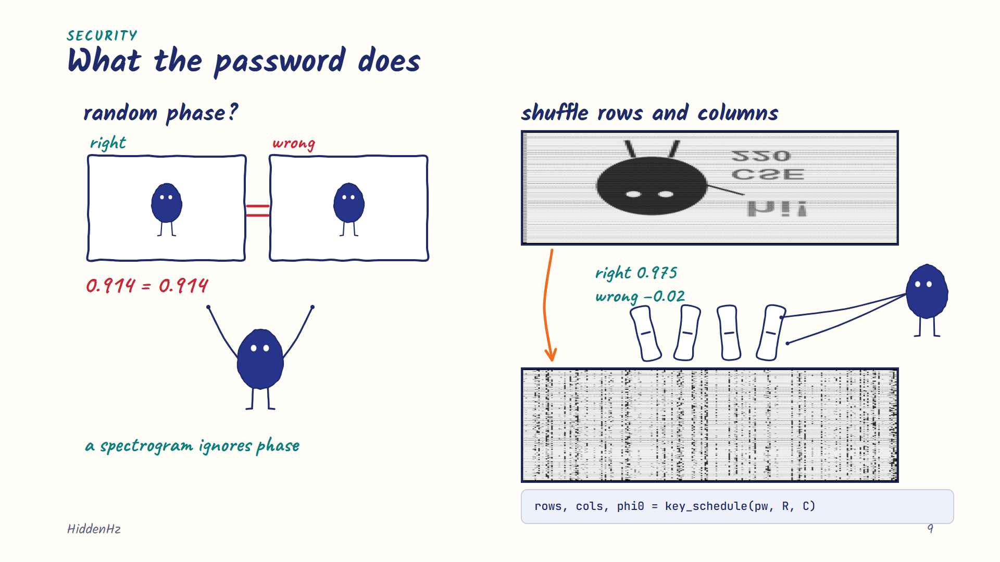 SECURITY
What the password does
random phase?
right
wrong
0.914 = 0.914
a spectrogram ignores phase
shuffle rows and columns
220
CSE
hi!
right 0.975
wrong −0.02
rows, cols, phi0 = key_schedule(pw, R, C)
HiddenHz
9